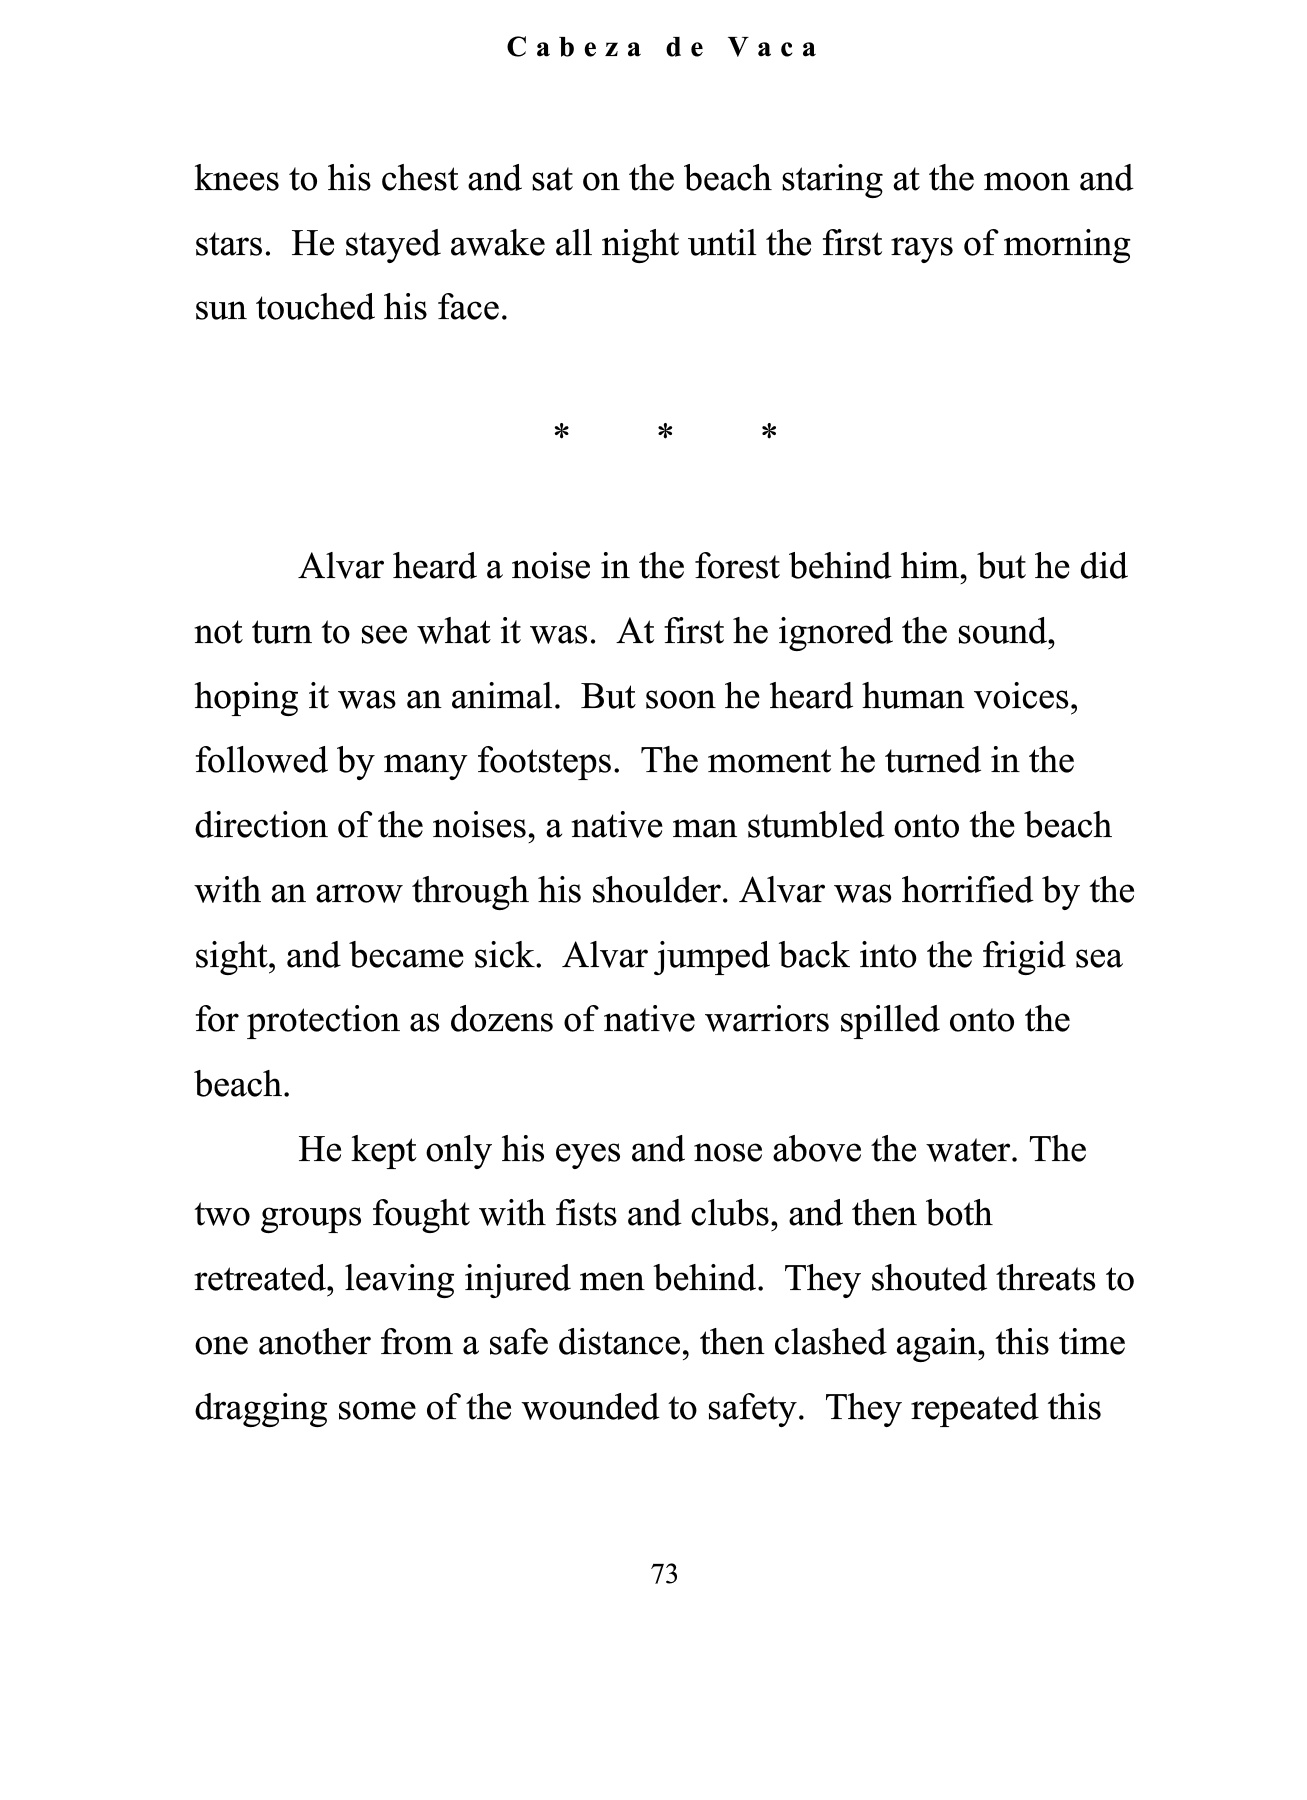 Cabeza de Vaca
knees to his chest and sat on the beach staring at the moon and
stars.  He stayed awake all night until the first rays of morning
sun touched his face.
* * *
Alvar heard a noise in the forest behind him, but he did
not turn to see what it was.  At first he ignored the sound,
hoping it was an animal.  But soon he heard human voices,
followed by many footsteps.  The moment he turned in the
direction of the noises, a native man stumbled onto the beach
with an arrow through his shoulder. Alvar was horrified by the
sight, and became sick.  Alvar jumped back into the frigid sea
for protection as dozens of native warriors spilled onto the
beach.
He kept only his eyes and nose above the water. The
two groups fought with fists and clubs, and then both
retreated, leaving injured men behind.  They shouted threats to
one another from a safe distance, then clashed again, this time
dragging some of the wounded to safety.  They repeated this
73